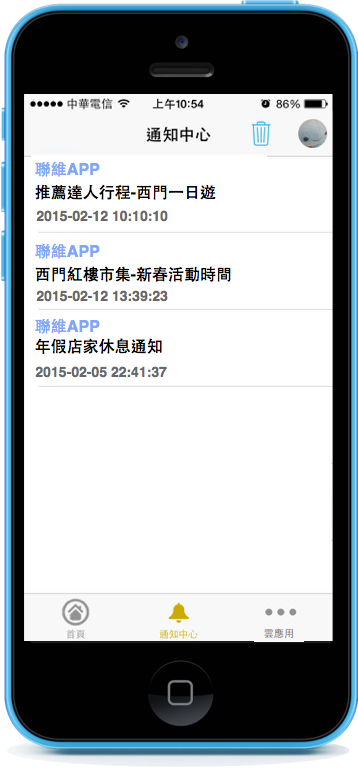 中華電信 上午10:54 86%
通知中心
聯維APP
推薦達人行程-西門一日遊
2015-02-12 10:10:10
聯維APP
西門紅樓市集-新春活動時間
2015-02-12 13:39:23
聯維APP
年假店家休息通知
2015-02-05 22:41:37
首頁 通知中心 雲應用